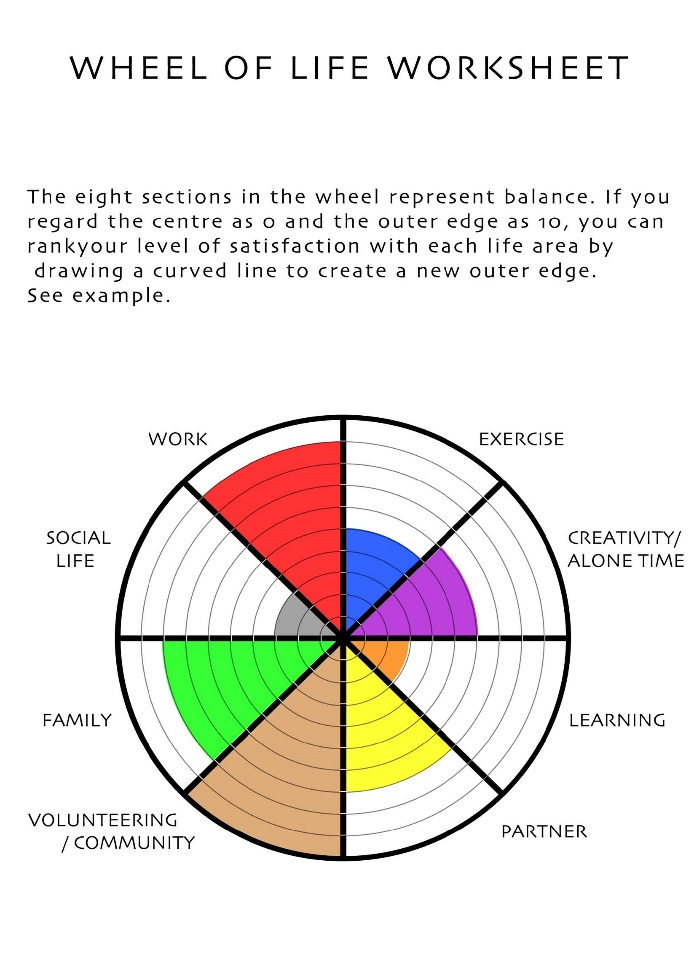 WHEEL OF LIFE WORKSHEET
The eight sections in the wheel represent balance. If you
regard the centre as 0 and the outer edge as 10, you can
rankyour level of satisfaction with each life area by
drawing a curved line to create a new outer edge.
See example.
WORK
EXERCISE
SOCIAL
LIFE
CREATIVITY/
ALONE TIME
FAMILY
LEARNING
VOLUNTEERING
/ COMMUNITY
PARTNER